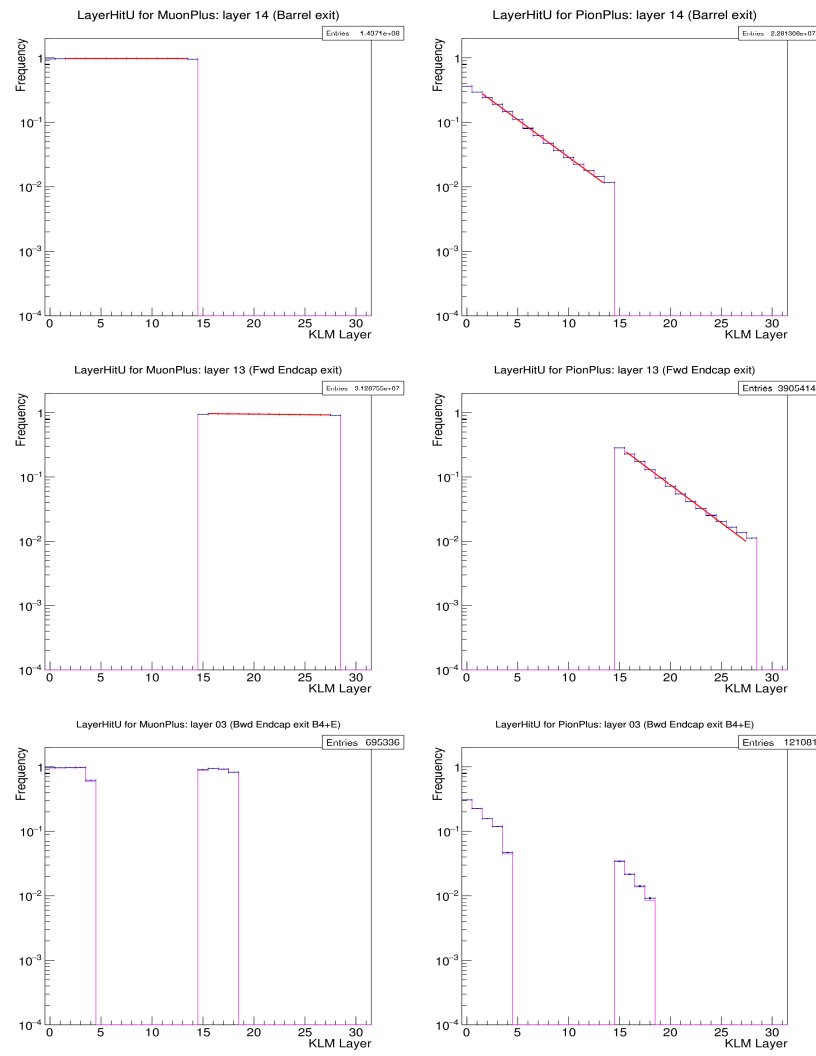 LayerHitU for MuonPlus: layer 14 (Barrel exit)
Entries 1.4371e+08
Frequency
1
10−1
10−2
10−3
10−4
0 5 10 15 20 25 30
KLM Layer
LayerHitU for PionPlus: layer 14 (Barrel exit)
Entries 2.281306e+07
Frequency
1
10−1
10−2
10−3
10−4
0 5 10 15 20 25 30
KLM Layer
LayerHitU for MuonPlus: layer 13 (Fwd Endcap exit)
Entries 3.128755e+07
Frequency
1
10−1
10−2
10−3
10−4
0 5 10 15 20 25 30
KLM Layer
LayerHitU for PionPlus: layer 13 (Fwd Endcap exit)
Entries 3905414
Frequency
1
10−1
10−2
10−3
10−4
0 5 10 15 20 25 30
KLM Layer
LayerHitU for MuonPlus: layer 03 (Bwd Endcap exit B4+E)
Entries 695336
Frequency
1
10−1
10−2
10−3
10−4
0 5 10 15 20 25 30
KLM Layer
LayerHitU for PionPlus: layer 03 (Bwd Endcap exit B4+E)
Entries 121081
Frequency
1
10−1
10−2
10−3
10−4
0 5 10 15 20 25 30
KLM Layer